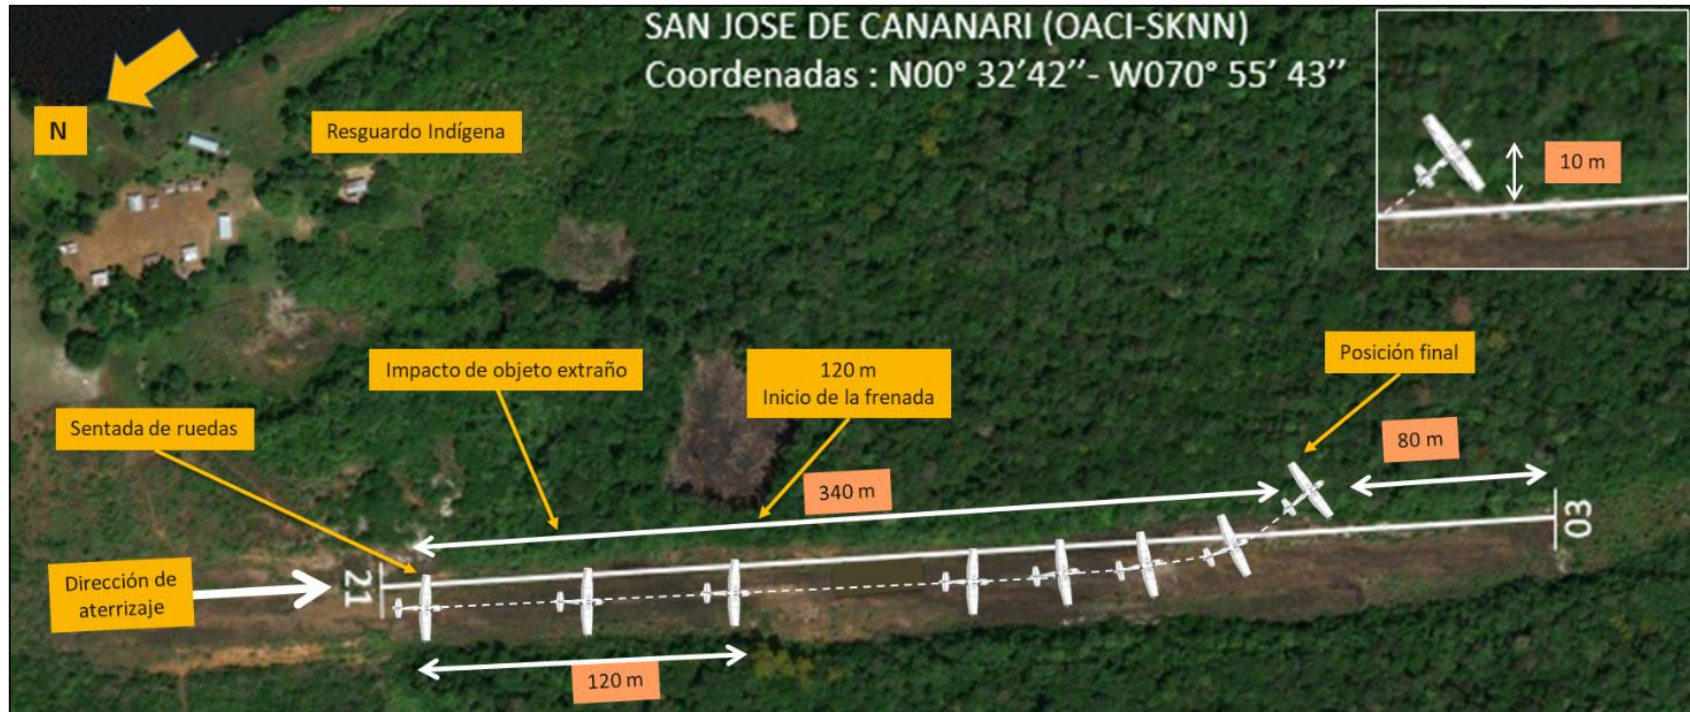 SAN JOSE DE CANANARI (OACI-SKNN)
Coordenadas : N00° 32’42’’- W070° 55’ 43’’
N
Resguardo Indígena
10 m
Impacto de objeto extraño
120 m
Inicio de la frenada
Posición final
Sentada de ruedas
80 m
340 m
03
Dirección de
aterrizaje
21
120 m